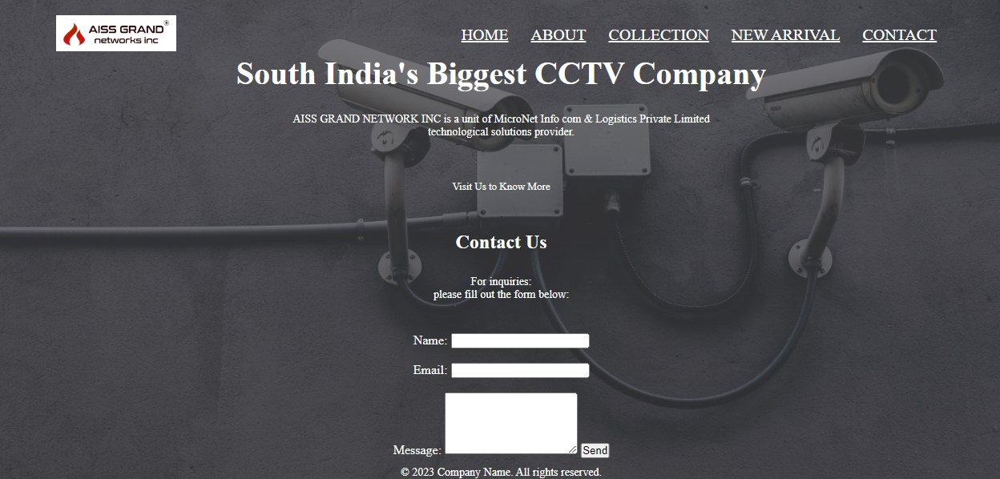 AISS GRAND®
networks inc
HOME ABOUT COLLECTION NEW ARRIVAL CONTACT
South India's Biggest CCTV Company
AISS GRAND NETWORK INC is a unit of MicroNet Info com & Logistics Private Limited
technological solutions provider.
Visit Us to Know More
Contact Us
For inquiries:
please fill out the form below:
Name:
Email:
Message: Send
© 2023 Company Name. All rights reserved.